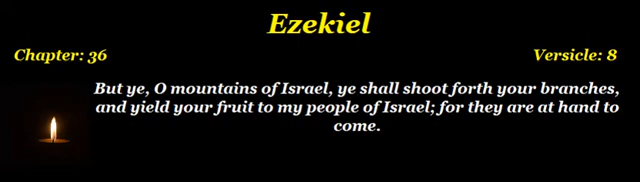 Ezekiel
Chapter: 36
Versicle: 8
But ye, O mountains of Israel, ye shall shoot forth your branches,
and yield your fruit to my people of Israel; for they are at hand to
come.